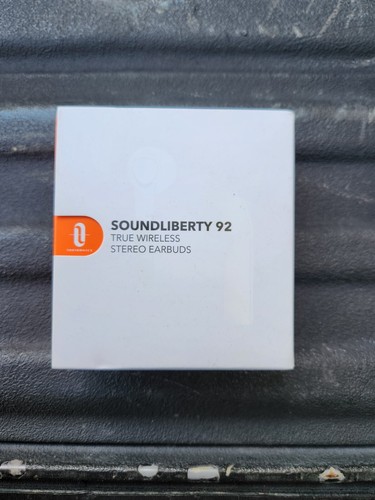 SOUNDLIBERTY 92
TRUE WIRELESS
STEREO EARBUDS